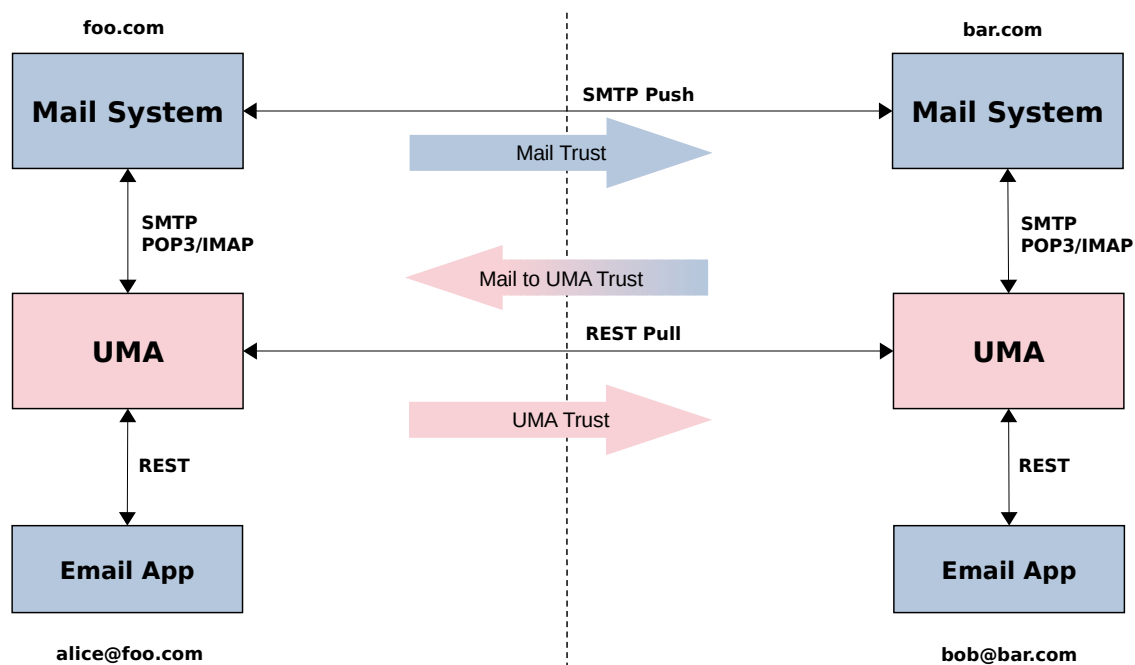 foo.com
bar.com
Mail System
SMTP Push
Mail System
Mail Trust
SMTP
POP3/IMAP
SMTP
POP3/IMAP
Mail to UMA Trust
UMA
REST Pull
UMA
UMA Trust
REST
REST
Email App
Email App
alice@foo.com
bob@bar.com